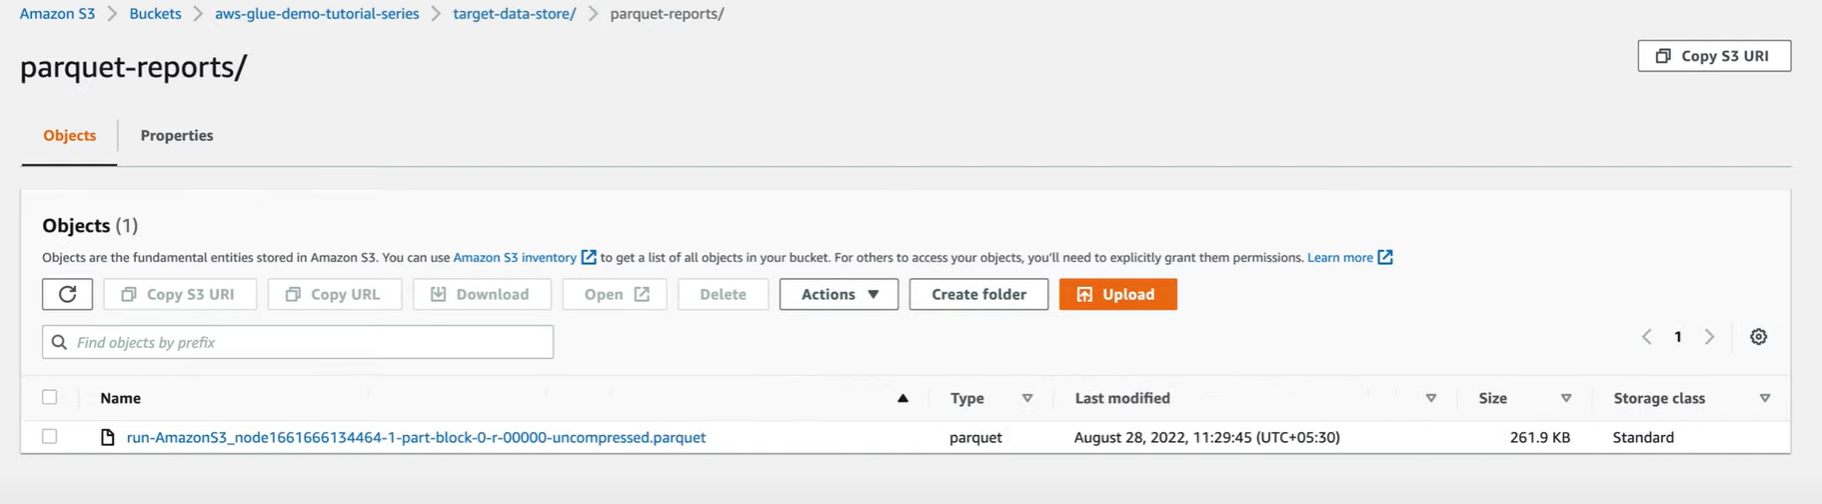 Amazon S3 > Buckets > aws-glue-demo-tutorial-series > target-data-store/ > parquet-reports/
parquet-reports/
Copy S3 URI
Objects Properties
Objects (1)
Objects are the fundamental entities stored in Amazon S3. You can use Amazon S3 inventory to get a list of all objects in your bucket. For others to access your objects, you'll need to explicitly grant them permissions. Learn more
Copy S3 URI Copy URL Download Open Delete Actions Create folder Upload
Find objects by prefix
1
Name Type Last modified Size Storage class
run-AmazonS3_node1661666134464-1-part-block-0-r-00000-uncompressed.parquet parquet August 28, 2022, 11:29:45 (UTC+05:30) 261.9 KB Standard